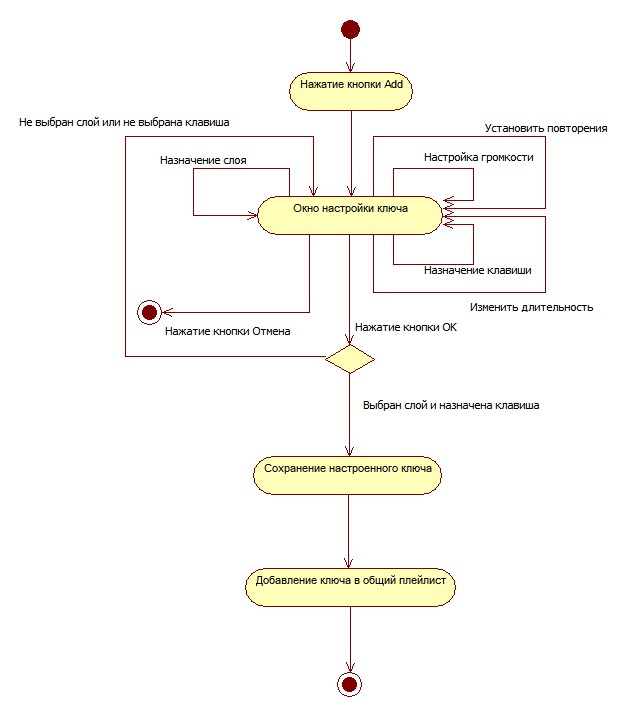 Нажатие кнопки Add
Не выбран слой или не выбрана клавиша
Установить повторения
Назначение слоя
Настройка громкости
Окно настройки ключа
Назначение клавиши
Изменить длительность
Нажатие кнопки Отмена
Нажатие кнопки OK
Выбран слой и назначена клавиша
Сохранение настроенного ключа
Добавление ключа в общий плейлист